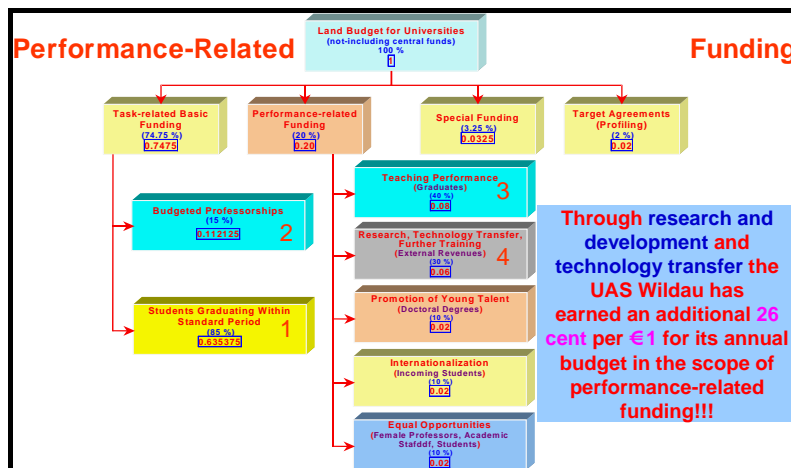 Performance-Related Funding
Land Budget for Universities
(not-including central funds)
100 %
1
Task-related Basic
Funding
(74.75 %)
0.7475
Performance-related
Funding
(20 %)
0.20
Special Funding
(3.25 %)
0.0325
Target Agreements
(Profiling)
(2 %)
0.02
Budgeted Professorships
(15 %)
0.112125
2
Students Graduating Within
Standard Period
(85 %)
0.635375
1
Teaching Performance
(Graduates)
(40 %)
0.08
3
Research, Technology Transfer,
Further Training
(External Revenues)
(30 %)
0.06
4
Promotion of Young Talent
(Doctoral Degrees)
(10 %)
0.02
Internationalization
(Incoming Students)
(10 %)
0.02
Equal Opportunities
(Female Professors, Academic
Stafddf, Students)
(10 %)
0.02
Through research and
development and
technology transfer the
UAS Wildau has
earned an additional 26
cent per €1 for its annual
budget in the scope of
performance-related
funding!!!